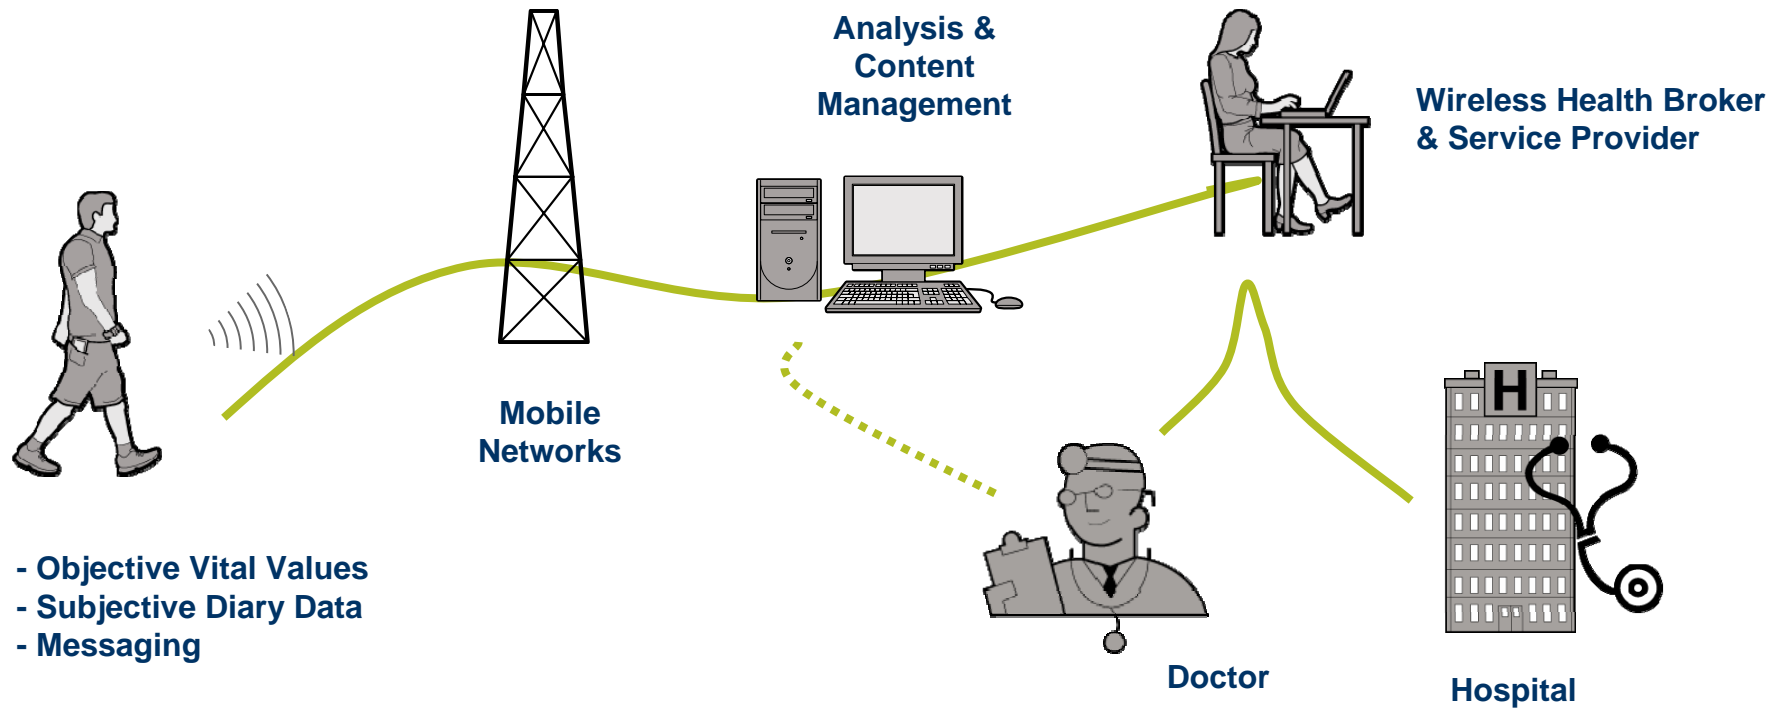 Analysis &
Content
Management
Wireless Health Broker
& Service Provider
H
Mobile
Networks
- Objective Vital Values
- Subjective Diary Data
- Messaging
Doctor
Hospital